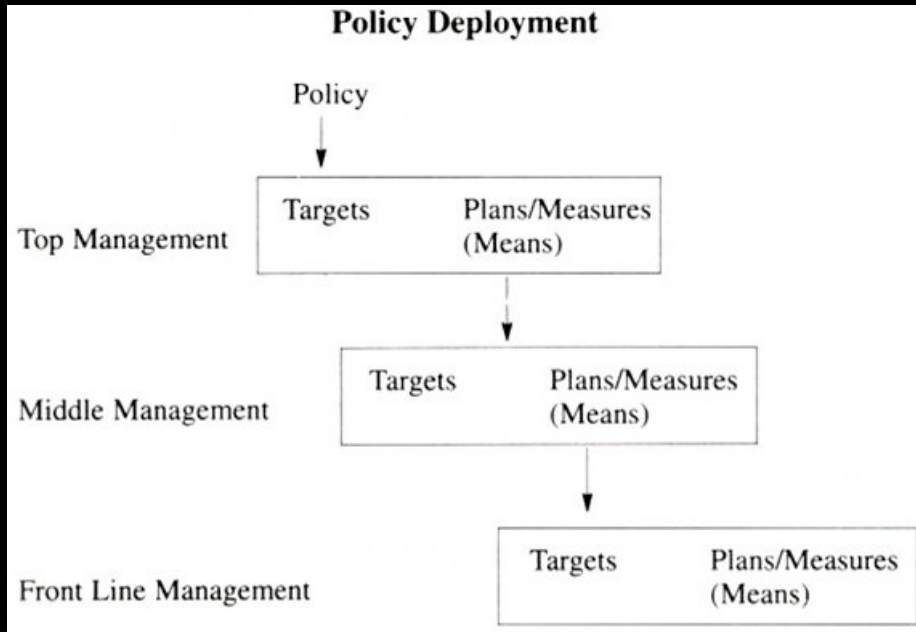 Policy Deployment
Policy
Targets Plans/Measures
Top Management (Means)
Targets Plans/Measures
Middle Management (Means)
Targets Plans/Measures
Front Line Management (Means)